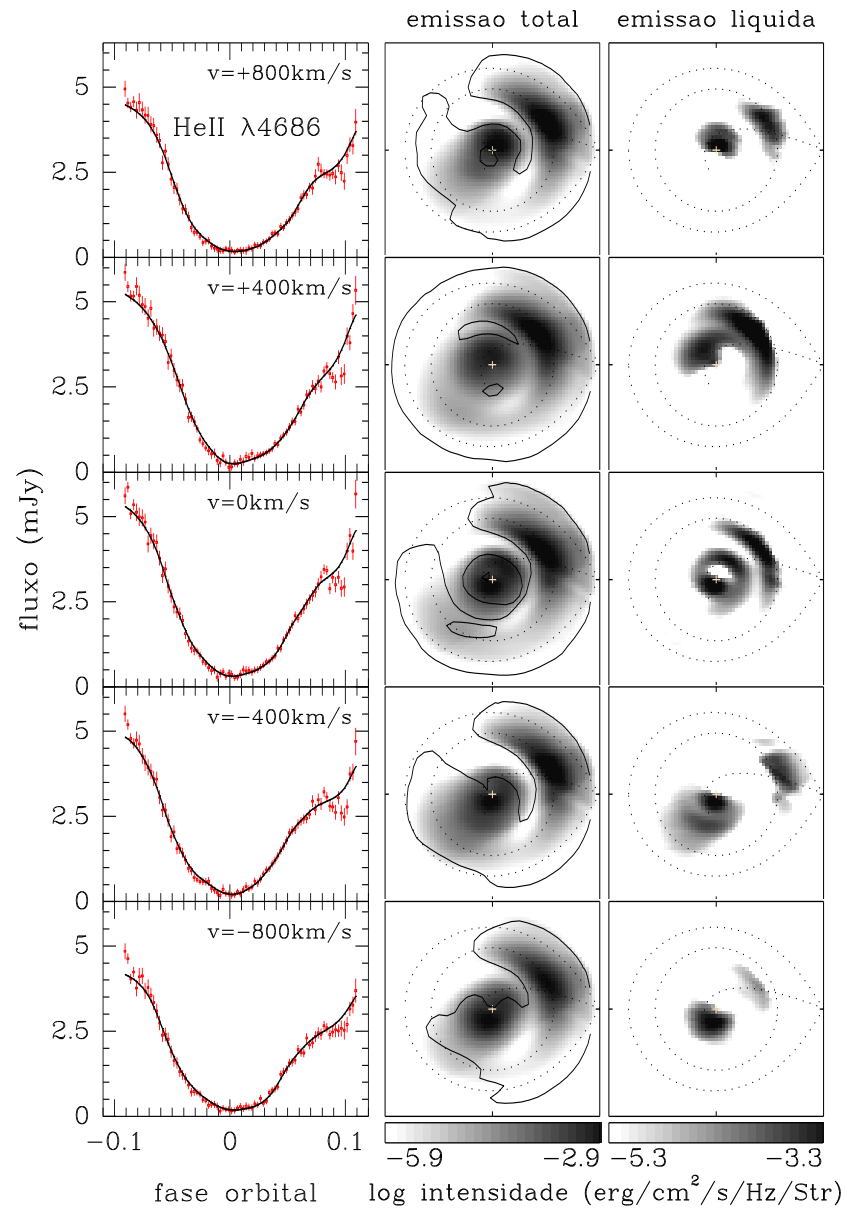 emissao total emissao liquida
v=+800km/s
HeII λ4686
5
2.5
0
v=+400km/s
5
2.5
0
v=0km/s
5
2.5
0
v=−400km/s
5
2.5
0
v=−800km/s
5
2.5
0
fluxo (mJy)
−0.1 0 0.1
−5.9 −2.9 −5.3 −3.3
fase orbital log intensidade (erg/cm²/s/Hz/Str)